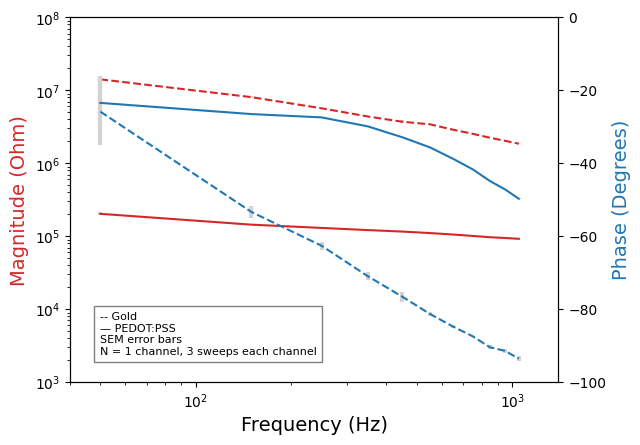 10^8
10^7
10^6
10^5
10^4
10^3
Magnitude (Ohm)
0
−20
−40
−60
−80
−100
Phase (Degrees)
-- Gold
— PEDOT:PSS
SEM error bars
N = 1 channel, 3 sweeps each channel
10^2
10^3
Frequency (Hz)